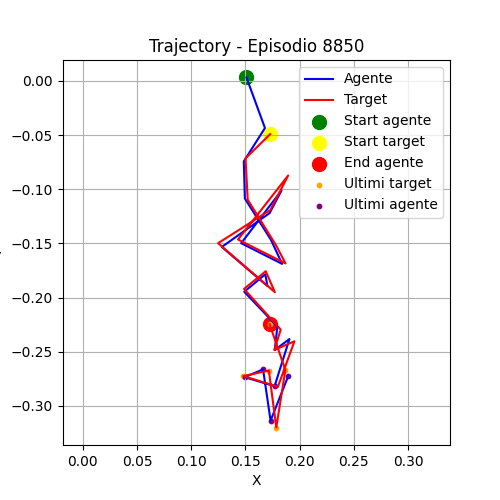 Trajectory - Episodio 8850
Agente
Target
Start agente
Start target
End agente
Ultimi target
Ultimi agente
0.00
−0.05
−0.10
−0.15
−0.20
−0.25
−0.30
0.00 0.05 0.10 0.15 0.20 0.25 0.30
X